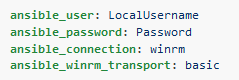 ansible_user: LocalUsername
ansible_password: Password
ansible_connection: winrm
ansible_winrm_transport: basic